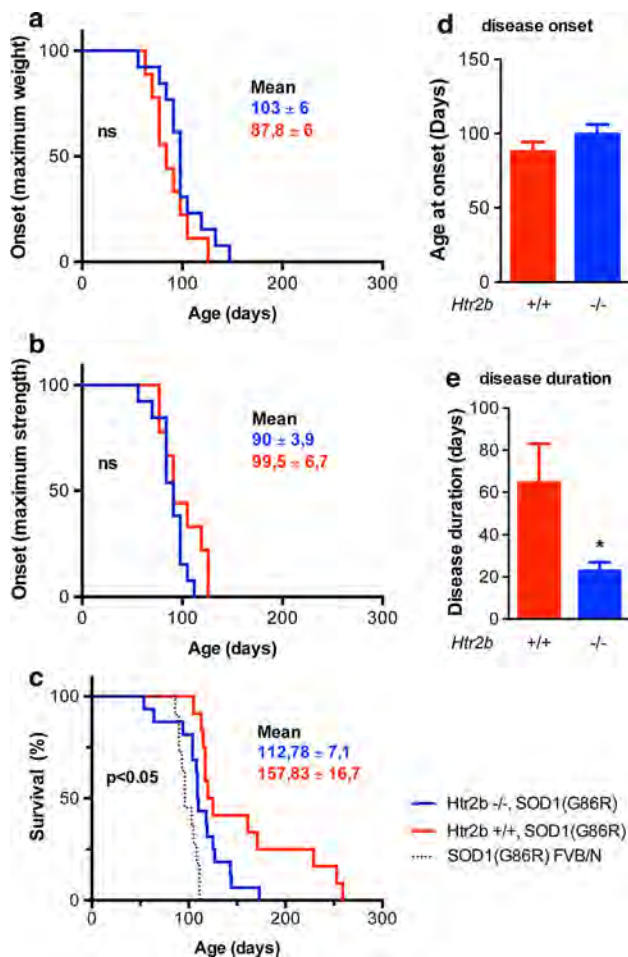 a
Onset (maximum weight)
100
50
0
ns
Mean
103 ± 6
87,8 ± 6
0 100 200 300
Age (days)
b
Onset (maximum strength)
100
50
0
ns
Mean
90 ± 3,9
99,5 ± 6,7
0 100 200 300
Age (days)
c
Survival (%)
100
50
0
p<0.05
Mean
112,78 ± 7,1
157,83 ± 16,7
0 100 200 300
Age (days)
d disease onset
Age at onset (Days)
150
100
50
0
Htr2b +/+ -/-
e disease duration
Disease duration (days)
80
60
40
20
0
*
Htr2b +/+ -/-
Htr2b -/-, SOD1(G86R)
Htr2b +/+, SOD1(G86R)
SOD1(G86R) FVB/N